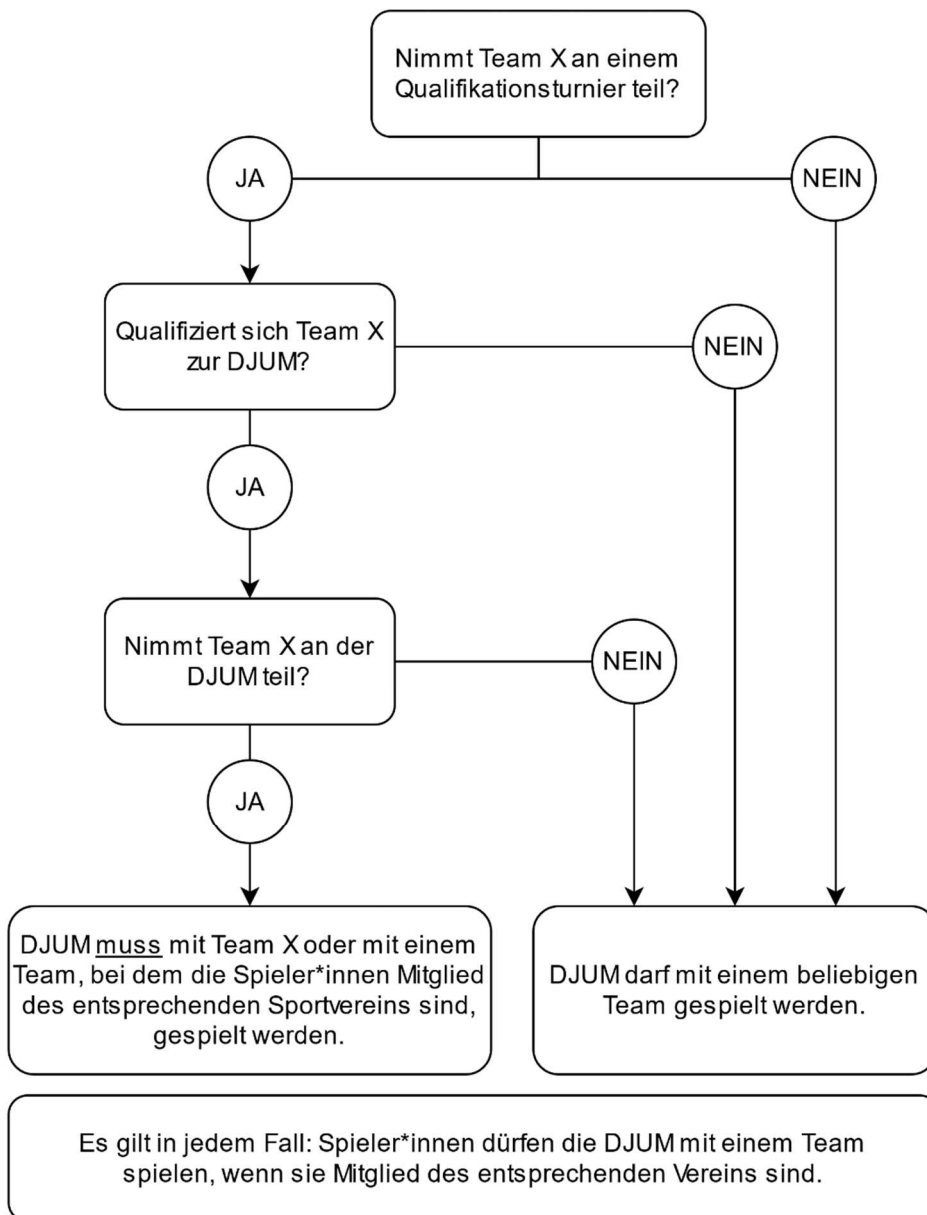 Nimmt Team X an einem
Qualifikationsturnier teil?
JA
NEIN
Qualifiziert sich Team X
zur DJUM?
NEIN
JA
Nimmt Team X an der
DJUM teil?
NEIN
JA
DJUM muss mit Team X oder mit einem
Team, bei dem die Spieler*innen Mitglied
des entsprechenden Sportvereins sind,
gespielt werden.
DJUM darf mit einem beliebigen
Team gespielt werden.
Es gilt in jedem Fall: Spieler*innen dürfen die DJUM mit einem Team
spielen, wenn sie Mitglied des entsprechenden Vereins sind.